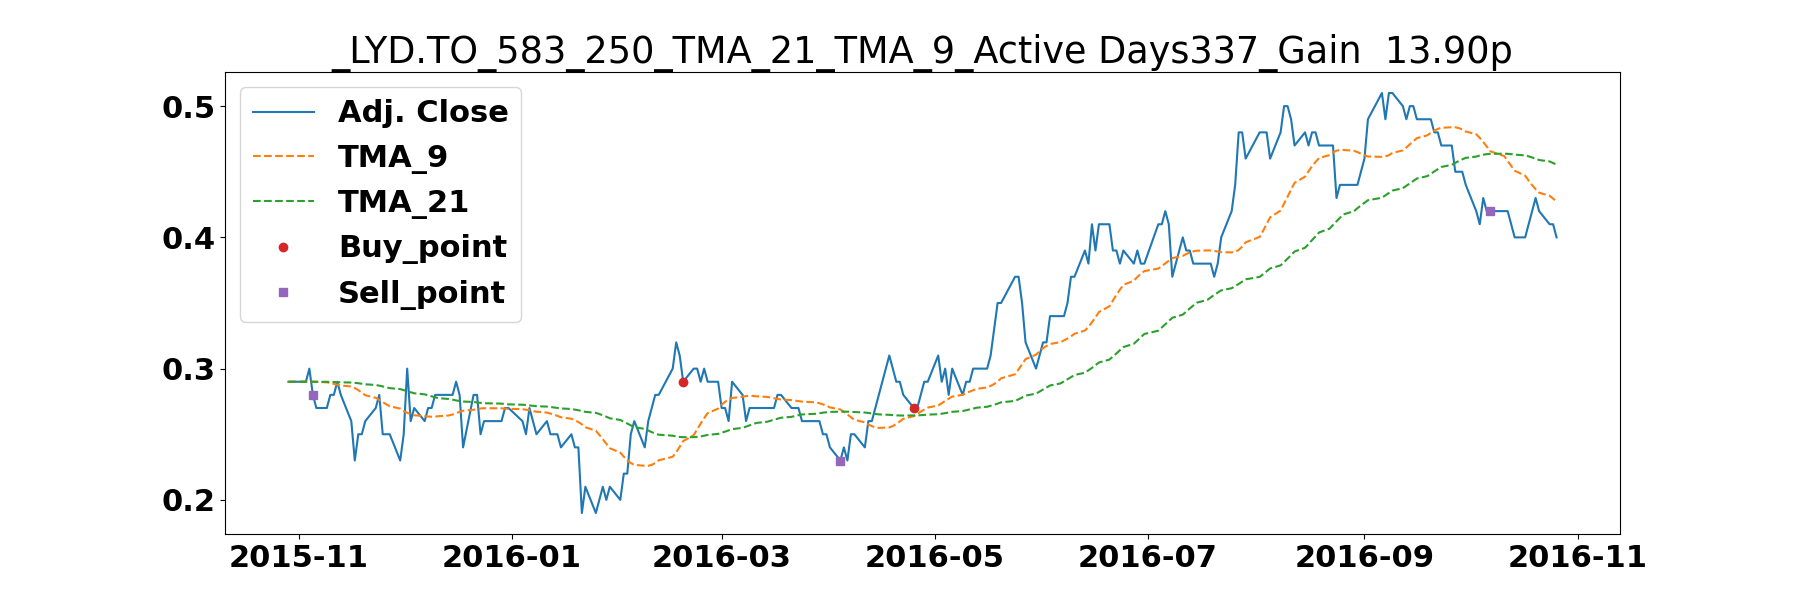 _LYD.TO_583_250_TMA_21_TMA_9_Active Days337_Gain  13.90p
0.5
0.4
0.3
0.2
Adj. Close
TMA_9
TMA_21
Buy_point
Sell_point
2015-11 2016-01 2016-03 2016-05 2016-07 2016-09 2016-11